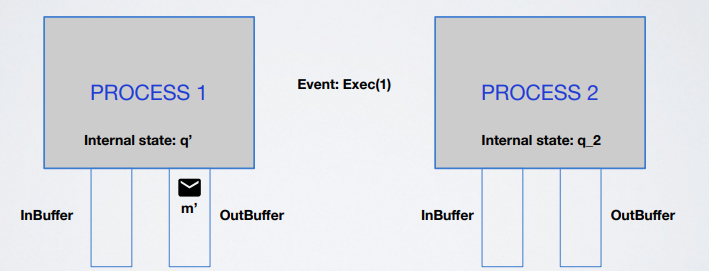 PROCESS 1
Internal state: q’
InBuffer
m’
OutBuffer
Event: Exec(1)
PROCESS 2
Internal state: q_2
InBuffer
OutBuffer